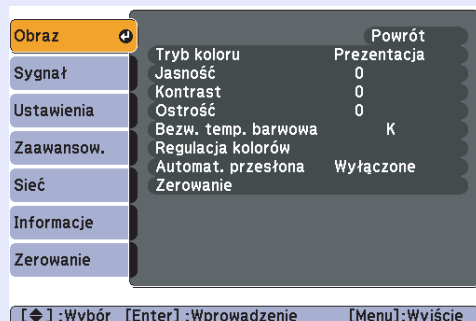 Obraz
Sygnał
Ustawienia
Zaawansow.
Sieć
Informacje
Zerowanie
Powrót
Tryb koloru Prezentacja
Jasność 0
Kontrast 0
Ostrość 0
Bezw. temp. barwowa K
Regulacja kolorów
Automat. przesłona Wyłączone
Zerowanie
[ ] :Wybór [Enter] :Wprowadzenie [Menu]:Wyjście